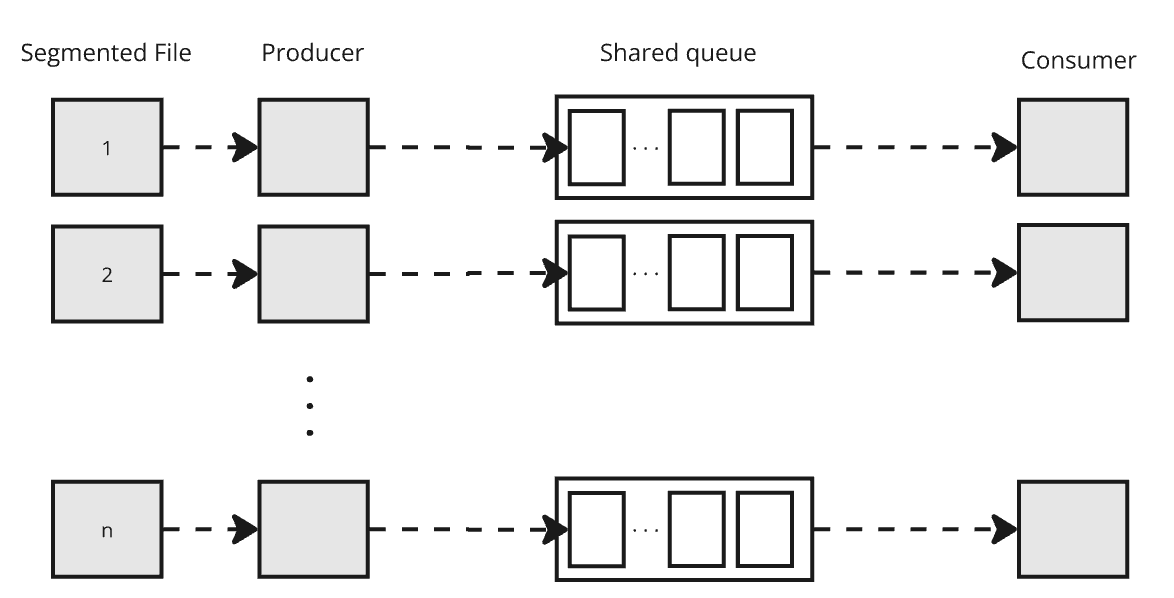 Segmented File
Producer
Shared queue
Consumer
1
...
2
...
n
...